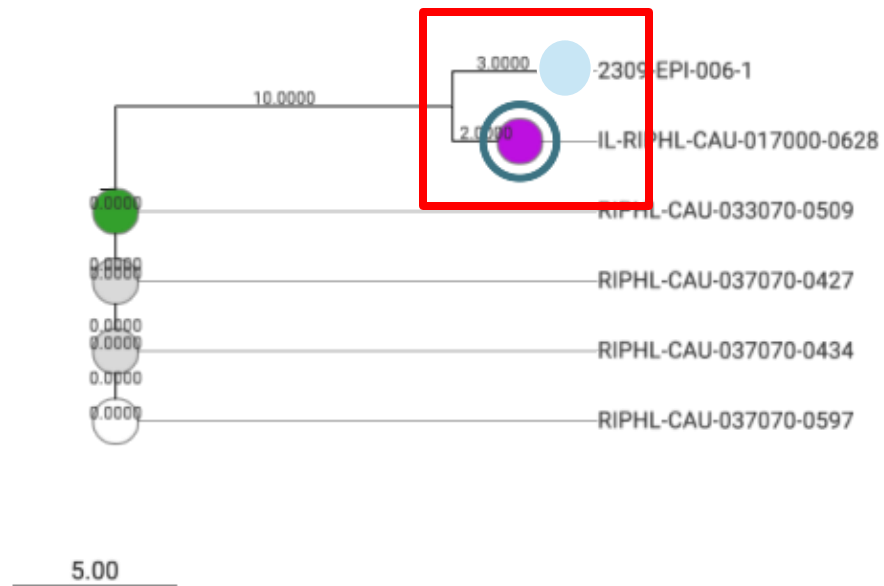 3.0000
2309-EPI-006-1
10.0000
2.0000
IL-RIPHL-CAU-017000-0628
0.0000
RIPHL-CAU-033070-0509
0.0000
0.0000
RIPHL-CAU-037070-0427
0.0000
0.0000
RIPHL-CAU-037070-0434
0.0000
0.0000
RIPHL-CAU-037070-0597
5.00